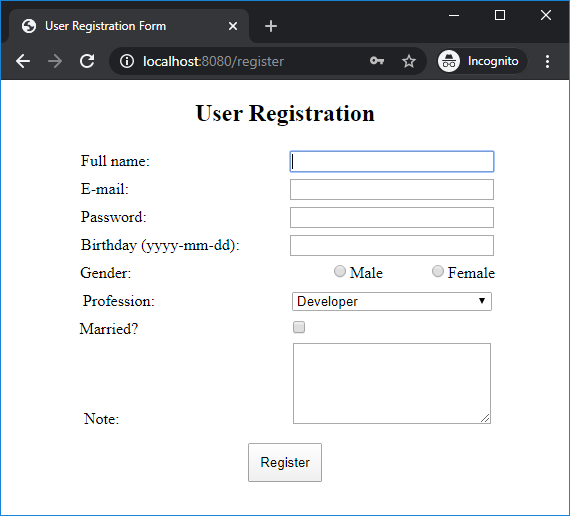 User Registration Form
localhost:8080/register
Incognito
User Registration
Full name:
E-mail:
Password:
Birthday (yyyy-mm-dd):
Gender: Male Female
Profession: Developer
Married?
Note:
Register